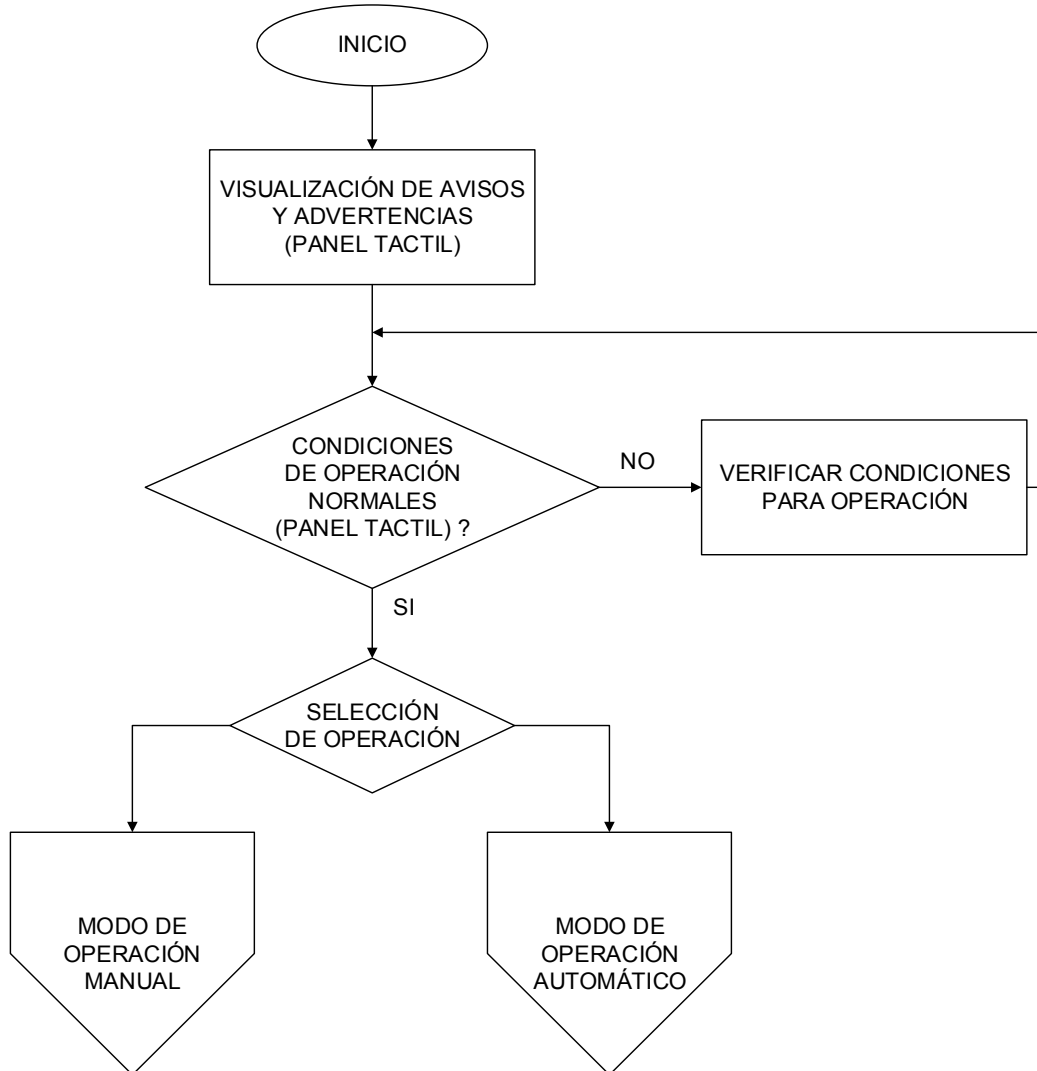 INICIO
VISUALIZACIÓN DE AVISOS
Y ADVERTENCIAS
(PANEL TACTIL)
CONDICIONES
DE OPERACIÓN
NORMALES
(PANEL TACTIL) ?
NO
VERIFICAR CONDICIONES
PARA OPERACIÓN
SI
SELECCIÓN
DE OPERACIÓN
MODO DE
OPERACIÓN
MANUAL
MODO DE
OPERACIÓN
AUTOMÁTICO